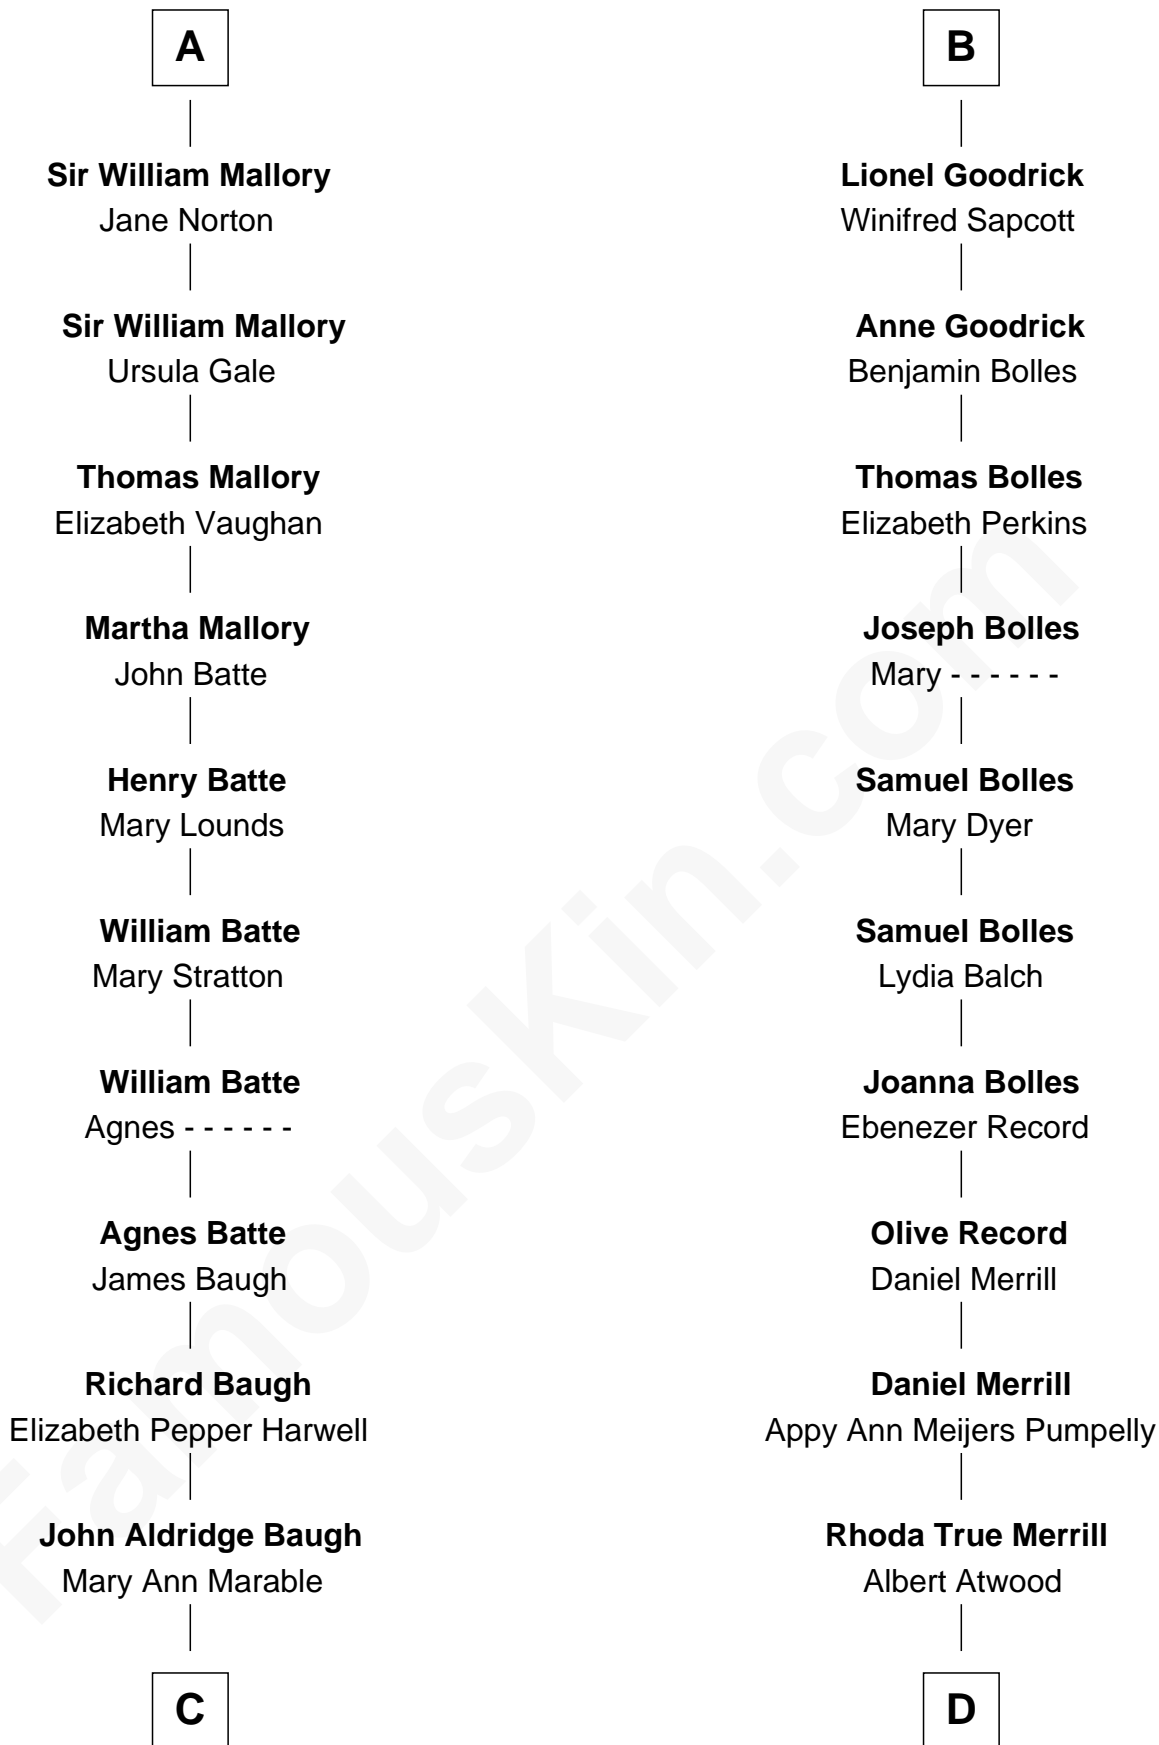 A
Sir William Mallory
Jane Norton
Sir William Mallory
Ursula Gale
Thomas Mallory
Elizabeth Vaughan
Martha Mallory
John Batte
Henry Batte
Mary Lounds
William Batte
Mary Stratton
William Batte
Agnes - - - - - -
Agnes Batte
James Baugh
Richard Baugh
Elizabeth Pepper Harwell
John Aldridge Baugh
Mary Ann Marable
C
B
Lionel Goodrick
Winifred Sapcott
Anne Goodrick
Benjamin Bolles
Thomas Bolles
Elizabeth Perkins
Joseph Bolles
Mary - - - - - -
Samuel Bolles
Mary Dyer
Samuel Bolles
Lydia Balch
Joanna Bolles
Ebenezer Record
Olive Record
Daniel Merrill
Daniel Merrill
Appy Ann Meijers Pumpelly
Rhoda True Merrill
Albert Atwood
D
FamousKin.com